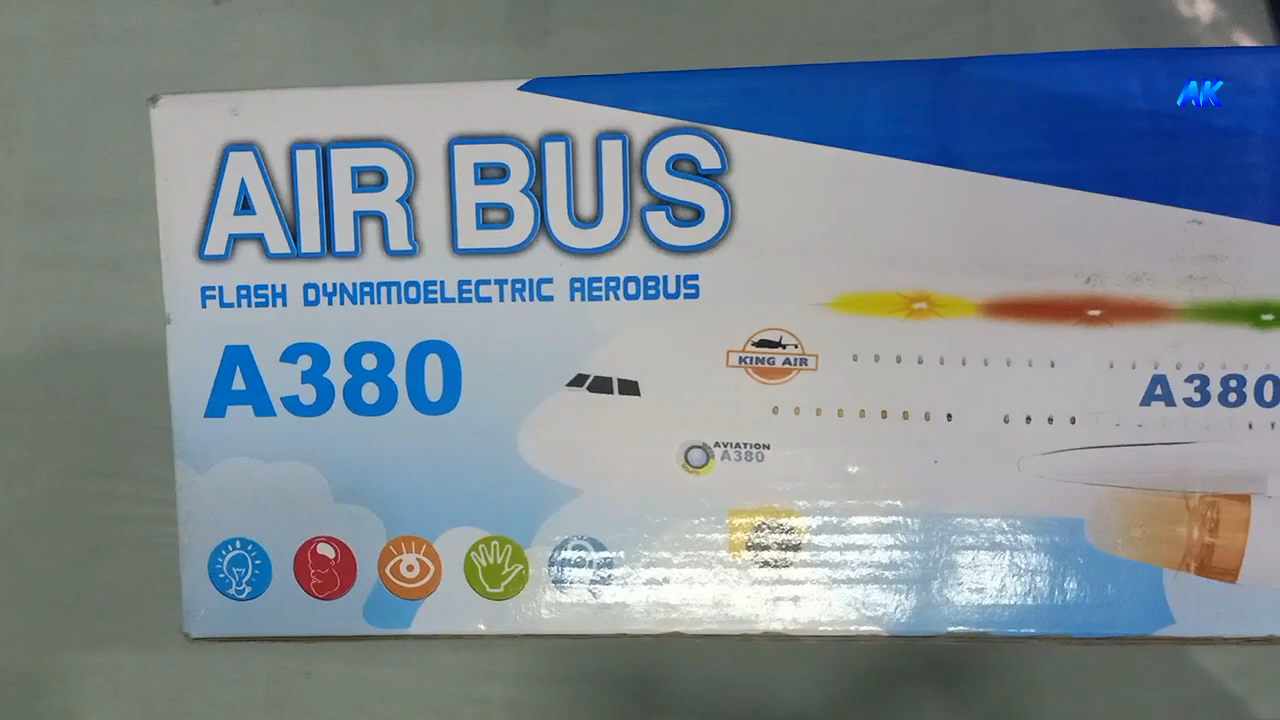 AK
AIR BUS
FLASH DYNAMOELECTRIC AEROBUS
A380
KING AIR
A380
AVIATION
A380